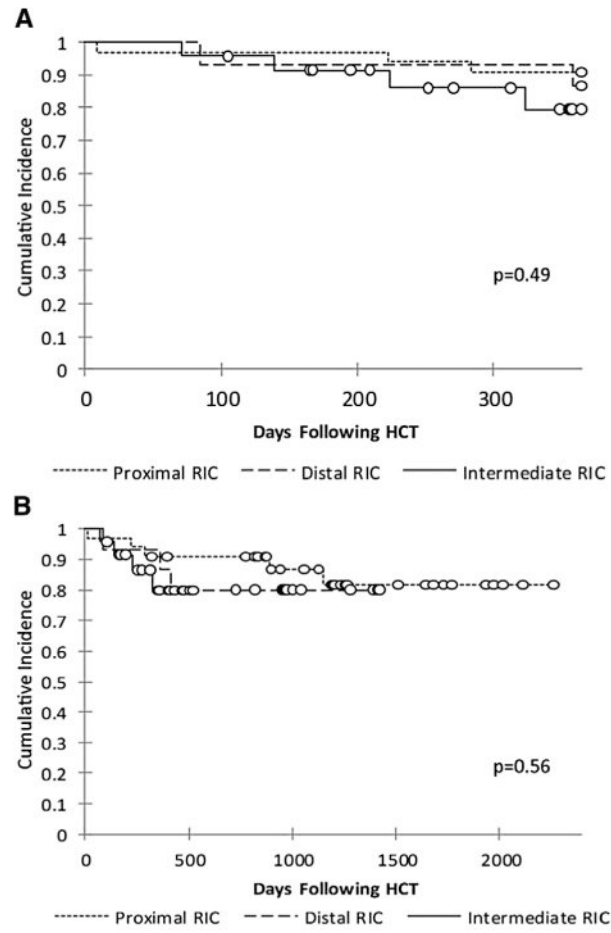 A
1
0.9
0.8
0.7
0.6
0.5
0.4
0.3
0.2
0.1
0
Cumulative Incidence
p=0.49
0 100 200 300
Days Following HCT
Proximal RIC Distal RIC Intermediate RIC
B
1
0.9
0.8
0.7
0.6
0.5
0.4
0.3
0.2
0.1
0
Cumulative Incidence
p=0.56
0 500 1000 1500 2000
Days Following HCT
Proximal RIC Distal RIC Intermediate RIC